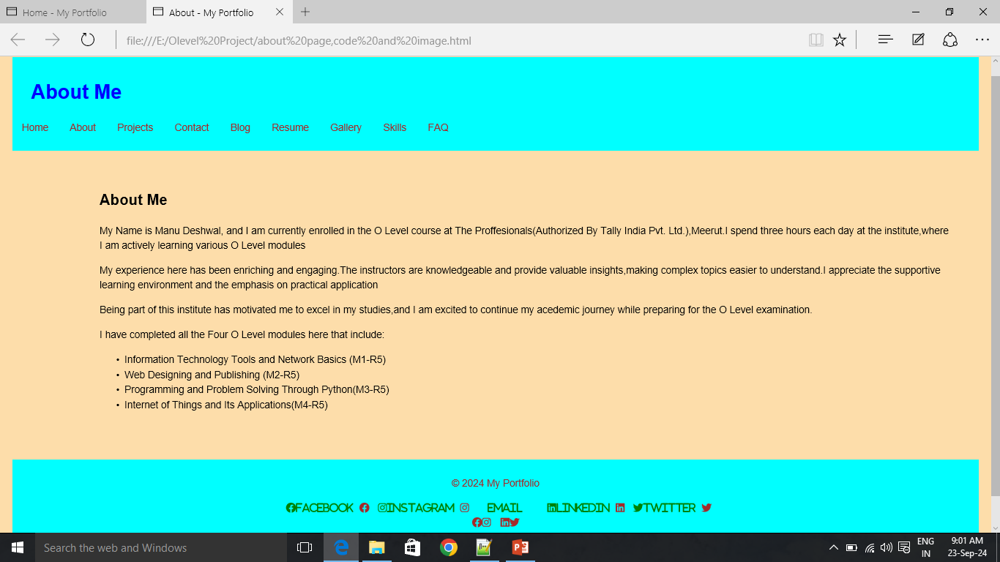 Home - My Portfolio
About - My Portfolio
file:///E:/Olevel%20Project/about%20page,code%20and%20image.html
About Me
Home About Projects Contact Blog Resume Gallery Skills FAQ
About Me
My Name is Manu Deshwal, and I am currently enrolled in the O Level course at The Proffesionals(Authorized By Tally India Pvt. Ltd.),Meerut.I spend three hours each day at the institute,where
I am actively learning various O Level modules
My experience here has been enriching and engaging.The instructors are knowledgeable and provide valuable insights,making complex topics easier to understand.I appreciate the supportive
learning environment and the emphasis on practical application
Being part of this institute has motivated me to excel in my studies,and I am excited to continue my acedemic journey while preparing for the O Level examination.
I have completed all the Four O Level modules here that include:
• Information Technology Tools and Network Basics (M1-R5)
• Web Designing and Publishing (M2-R5)
• Programming and Problem Solving Through Python(M3-R5)
• Internet of Things and Its Applications(M4-R5)
© 2024 My Portfolio
FACEBOOK INSTAGRAM EMAIL LINKEDIN TWITTER
Search the web and Windows
ENG
IN
9:01 AM
23-Sep-24